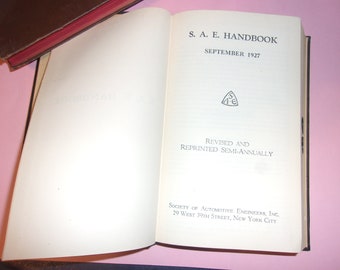 S. A. E. HANDBOOK
SEPTEMBER 1927
REVISED AND
REPRINTED SEMI-ANNUALLY
SOCIETY OF AUTOMOTIVE ENGINEERS, INC.
29 WEST 39TH STREET, NEW YORK CITY